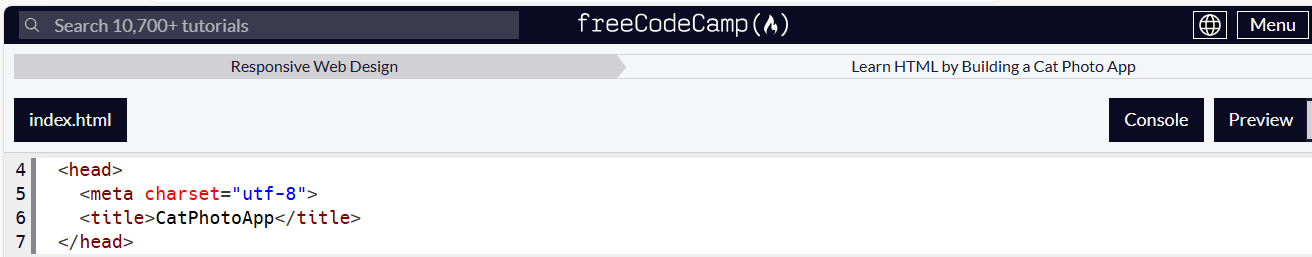 Search 10,700+ tutorials freeCodeCamp(🔥) Menu
Responsive Web Design Learn HTML by Building a Cat Photo App
index.html Console Preview
4 <head>
5 <meta charset="utf-8">
6 <title>CatPhotoApp</title>
7 </head>